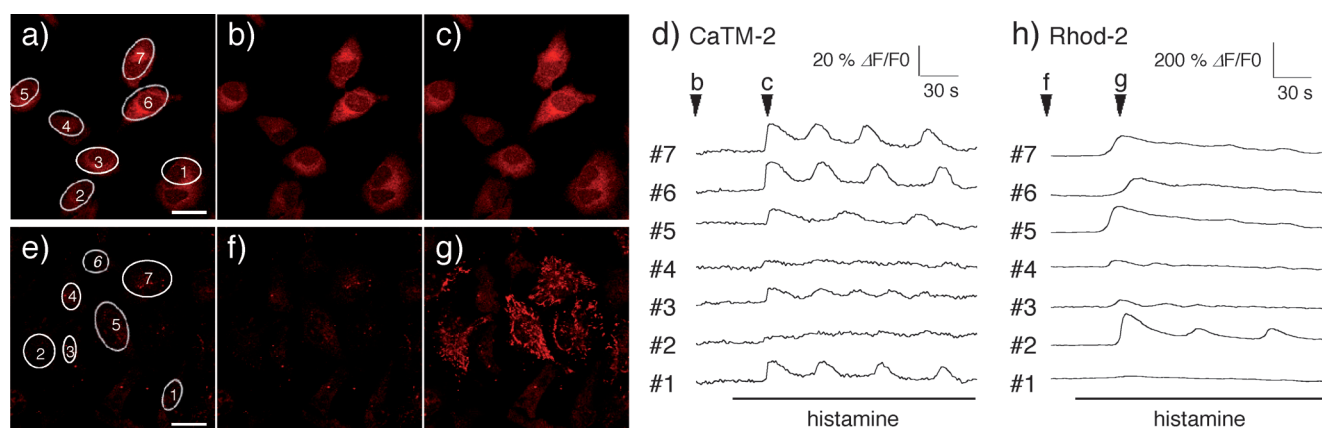 a)
7
5
6
4
3
1
2
b)
c)
d) CaTM-2
20 % ΔF/F0
30 s
b
c
#7
#6
#5
#4
#3
#2
#1
histamine
e)
6
7
4
5
2
3
1
f)
g)
h) Rhod-2
200 % ΔF/F0
30 s
f
g
#7
#6
#5
#4
#3
#2
#1
histamine